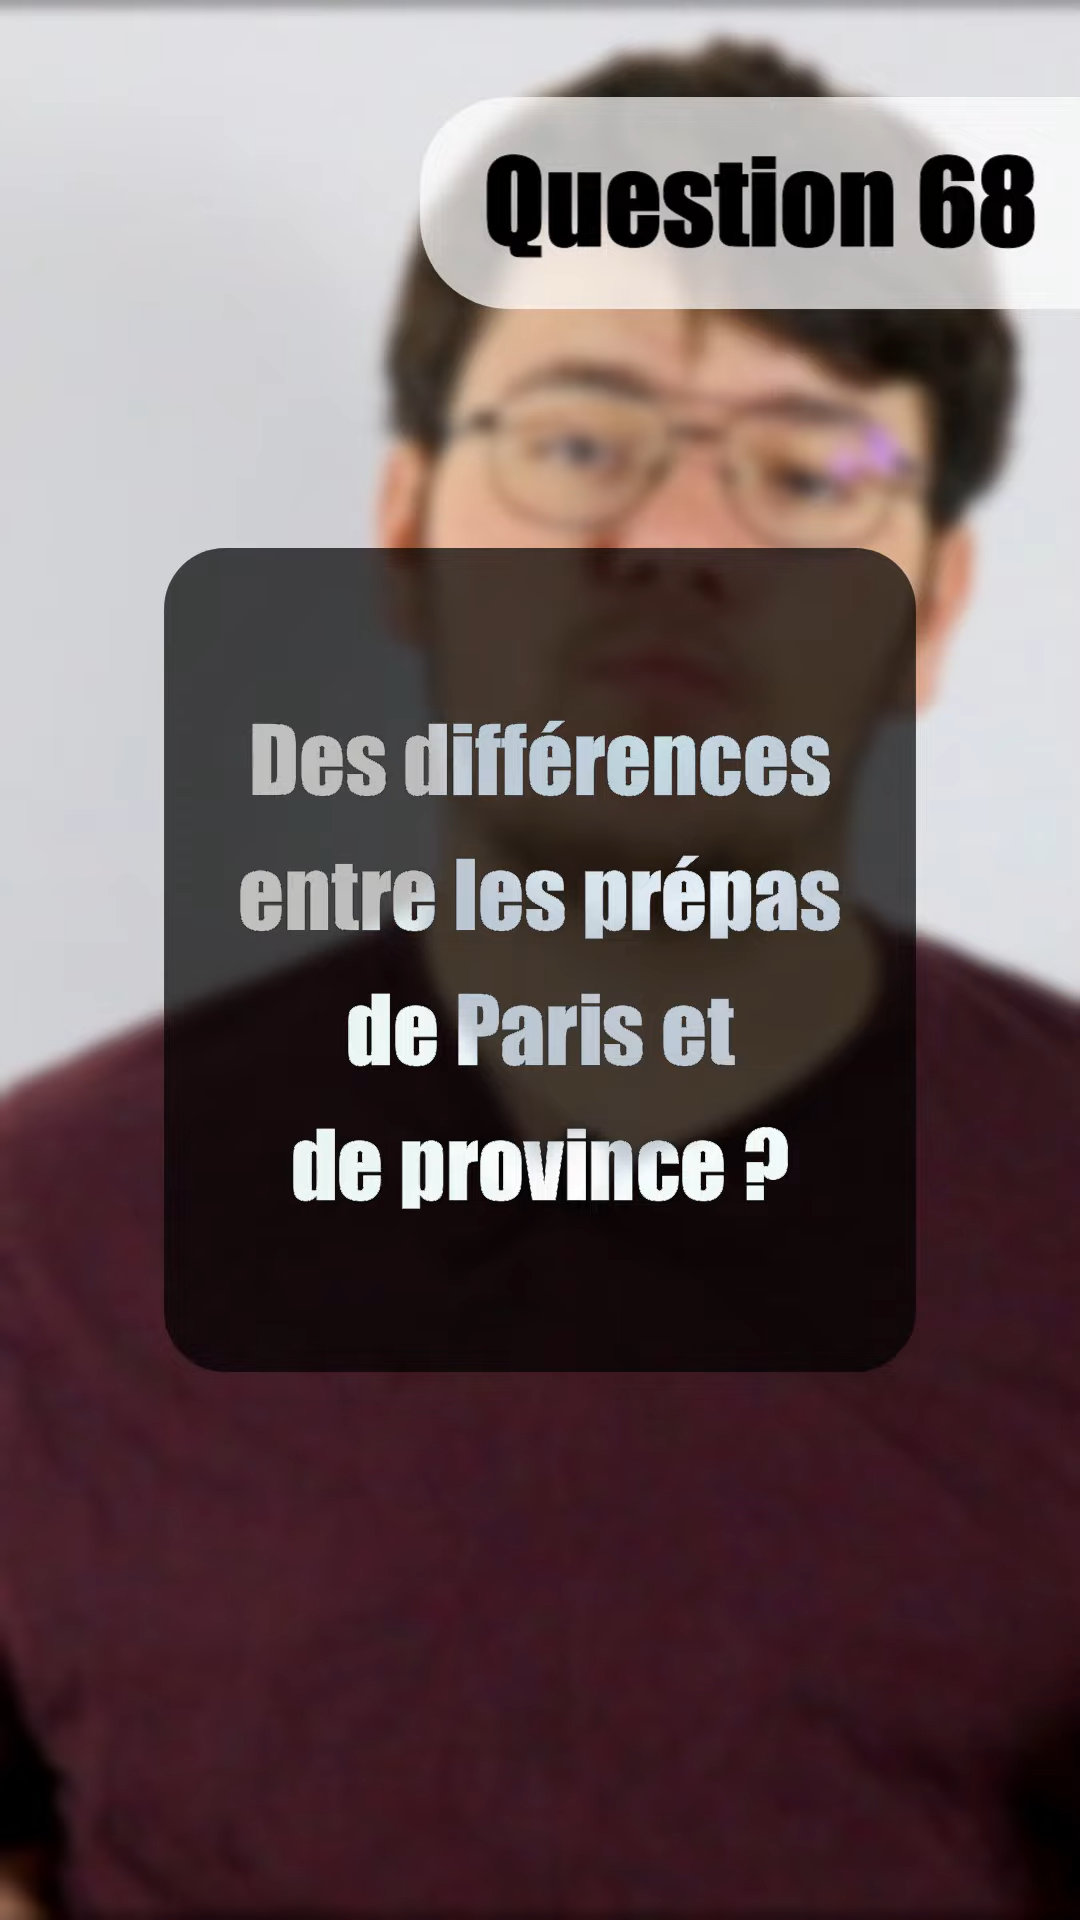 Question 68
Des différences
entre les prépas
de Paris et
de province ?